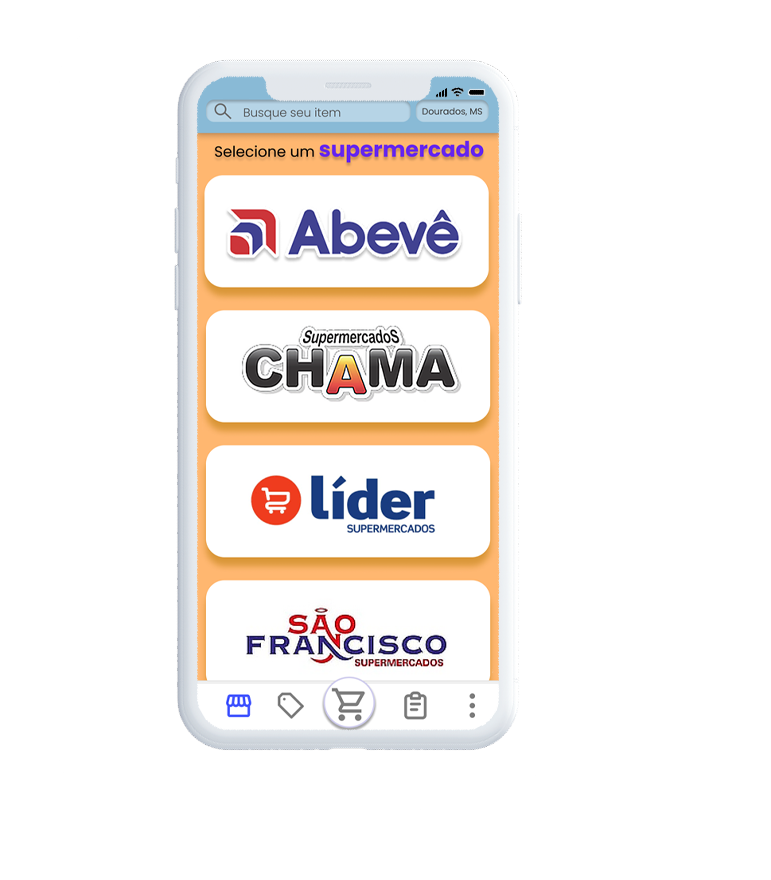 Busque seu item
Dourados, MS
Selecione um supermercado
Abevê
SupermercadoS
CHAMA
líder
SUPERMERCADOS
SÃO
FRANCISCO
SUPERMERCADOS